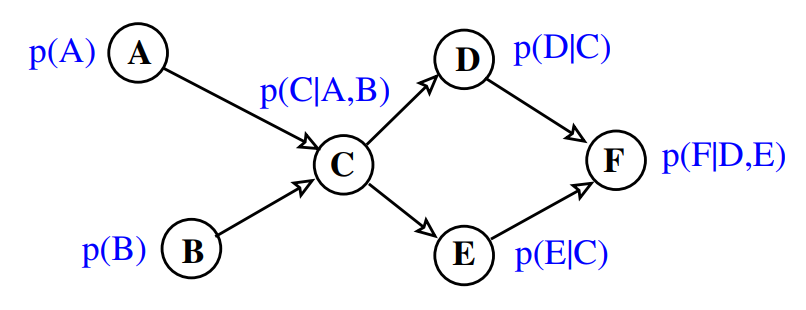 p(A)
A
p(C|A,B)
D
p(D|C)
C
F
p(F|D,E)
p(B)
B
E
p(E|C)